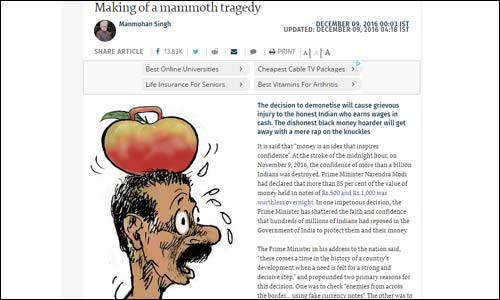 Making of a mammoth tragedy
Manmohan Singh
DECEMBER 09, 2016 00:03 IST
UPDATED: DECEMBER 09, 2016 04:18 IST
SHARE ARTICLE 13.83K PRINT A A A
Best Online Universities
Cheapest Cable TV Packages
Life Insurance For Seniors
Best Vitamins For Arthritis
The decision to demonetise will cause grievous
injury to the honest Indian who earns wages in
cash. The dishonest black money hoarder will get
away with a mere rap on the knuckles
It is said that “money is an idea that inspires
confidence”. At the stroke of the midnight hour, on
November 9, 2016, the confidence of more than a billion
Indians was destroyed. Prime Minister Narendra Modi
had declared that more than 85 per cent of the value of
money held in notes of Rs.500 and Rs.1,000 was
worthless overnight. In one impetuous decision, the
Prime Minister has shattered the faith and confidence
that hundreds of millions of Indians had reposed in the
Government of India to protect them and their money.
The Prime Minister in his address to the nation said,
“there comes a time in the history of a country’s
development when a need is felt for a strong and
decisive step,” and propounded two primary reasons for
this decision. One was to check “enemies from across
the border… using fake currency notes”. The other was to